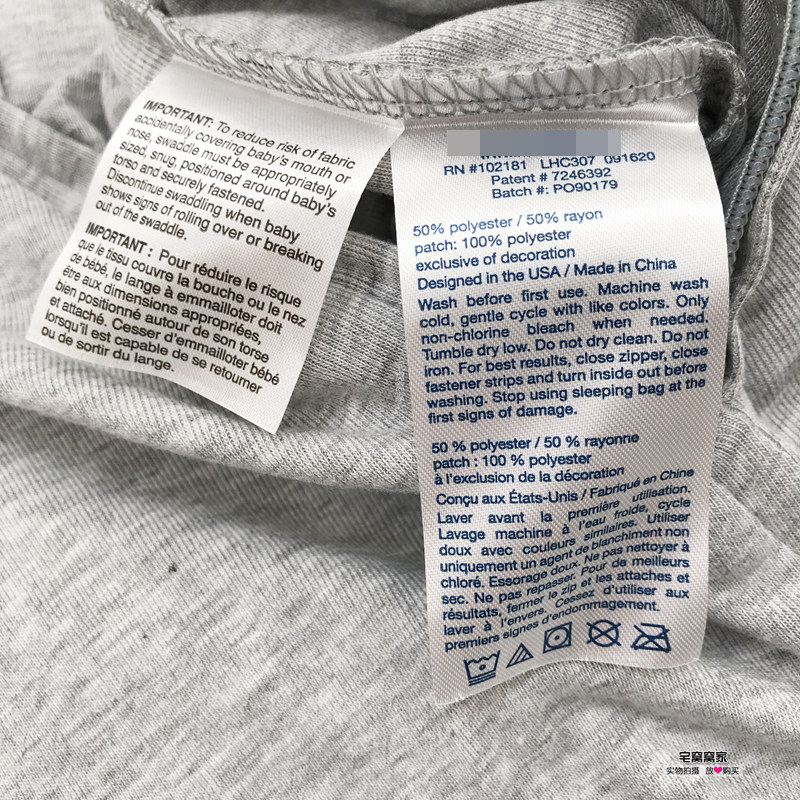 IMPORTANT: To reduce risk of fabric
accidentally covering baby's mouth or
nose, swaddle must be appropriately
sized, snug, positioned around baby's
torso and securely fastened.
Discontinue swaddling when baby
shows signs of rolling over or breaking
out of the swaddle.
IMPORTANT : Pour réduire le risque
que le tissu couvre la bouche ou le nez
de bébé, le lange à emmailloter doit
être aux dimensions appropriées,
bien positionné autour de son torse
et attaché. Cesser d'emmailloter bébé
lorsqu'il est capable de se retourner
ou de sortir du lange.
RN #102181 LHC307 091620
Patent # 7246392
Batch #: PO90179
50% polyester / 50% rayon
patch: 100% polyester
exclusive of decoration
Designed in the USA / Made in China
Wash before first use. Machine wash
cold, gentle cycle with like colors. Only
non-chlorine bleach when needed.
Tumble dry low. Do not dry clean. Do not
iron. For best results, close zipper, close
fastener strips and turn inside out before
washing. Stop using sleeping bag at the
first signs of damage.
50 % polyester / 50 % rayonne
patch : 100 % polyester
à l'exclusion de la décoration
Conçu aux États-Unis / Fabriqué en Chine
Laver avant la première utilisation.
Lavage machine à l'eau froide, cycle
doux avec couleurs similaires. Utiliser
uniquement un agent de blanchiment non
chloré. Essorage doux. Ne pas nettoyer à
sec. Ne pas repasser. Pour de meilleurs
résultats, fermer le zip et les attaches et
laver à l'envers. Cessez d'utiliser aux
premiers signes d'endommagement.
宅窝窝家
实物拍摄 放❤购买